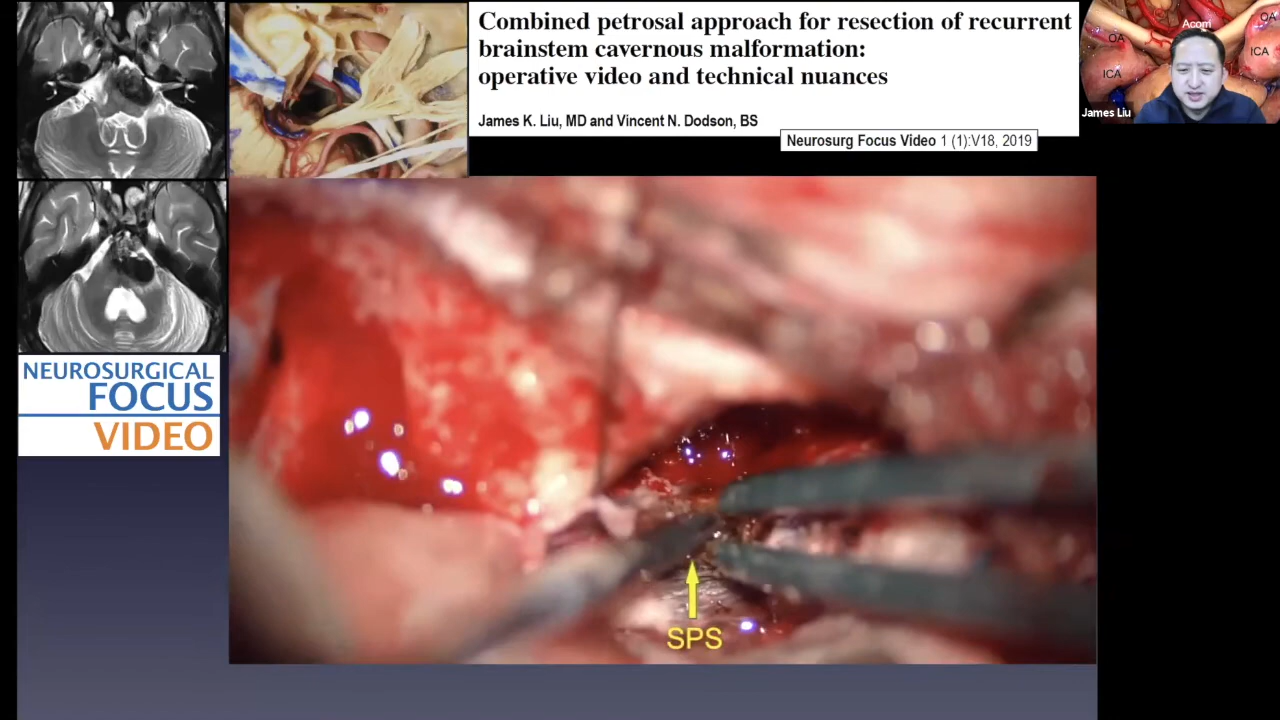 Combined petrosal approach for resection of recurrent
brainstem cavernous malformation:
operative video and technical nuances
James K. Liu, MD and Vincent N. Dodson, BS
Neurosurg Focus Video 1 (1):V18, 2019
Acom
OA
OA
ICA
ICA
James Liu
NEUROSURGICAL
FOCUS
VIDEO
SPS